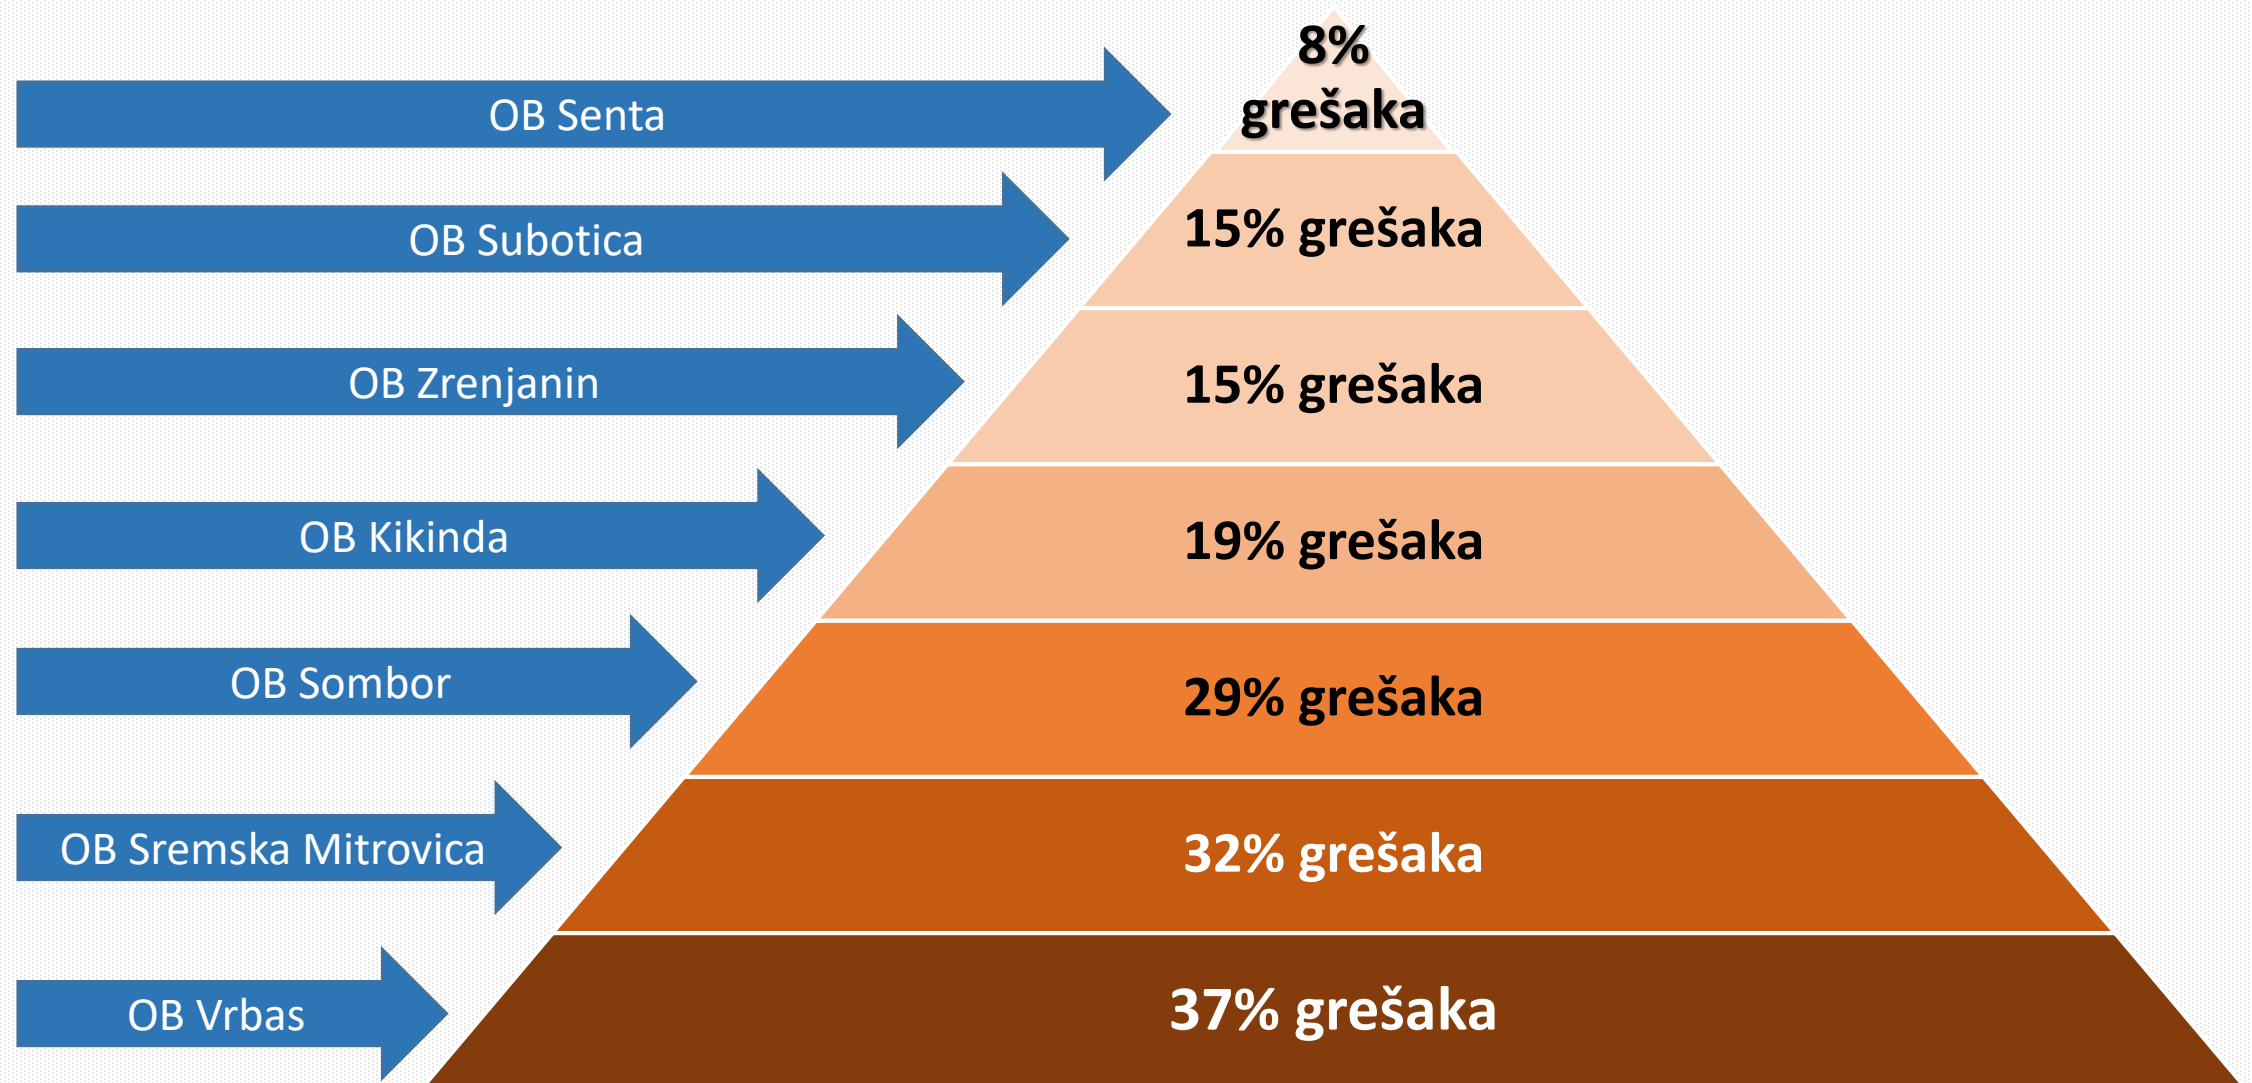 8%
grešaka
OB Senta
15% grešaka
OB Subotica
15% grešaka
OB Zrenjanin
19% grešaka
OB Kikinda
29% grešaka
OB Sombor
32% grešaka
OB Sremska Mitrovica
37% grešaka
OB Vrbas